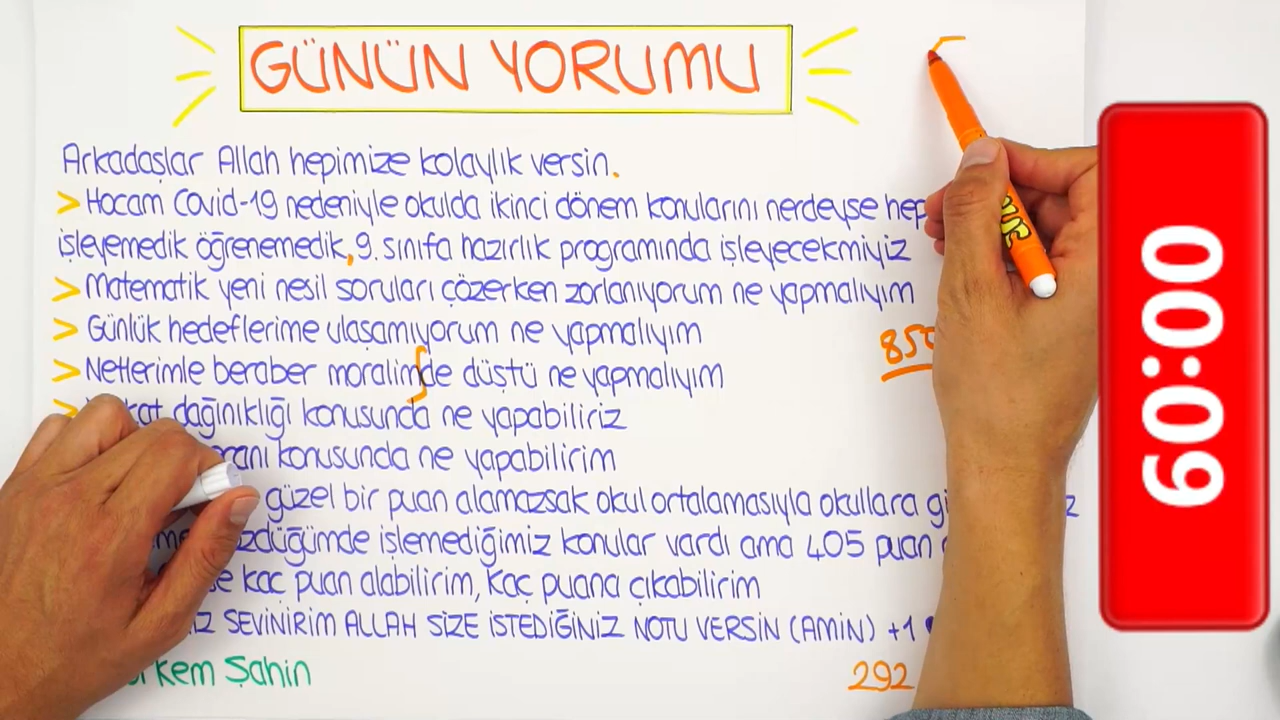 GÜNÜN YORUMU
Arkadaşlar Allah hepimize kolaylık versin.
> Hocam Covid-19 nedeniyle okulda ikinci dönem konularını nerdeyse hep
işleyemedik öğrenemedik, 9. sınıfa hazırlık programında işleyecekmiyiz
> Matematik yeni nesil soruları çözerken zorlanıyorum ne yapmalıyım
> Günlük hedeflerime ulaşamıyorum ne yapmalıyım
850
> Netlerimle beraber moralimde düştü ne yapmalıyım
> dağınıklığı konusunda ne yapabiliriz
konusunda ne yapabilirim
güzel bir puan alamazsak okul ortalamasıyla okullara
işlemediğimiz konular vardı ama 405 puan
kaç puan alabilirim, kaç puana çıkabilirim
SEVİNİRİM ALLAH SİZE İSTEDİĞİNİZ NOTU VERSİN (AMİN) +1
Şahin
292
60:00